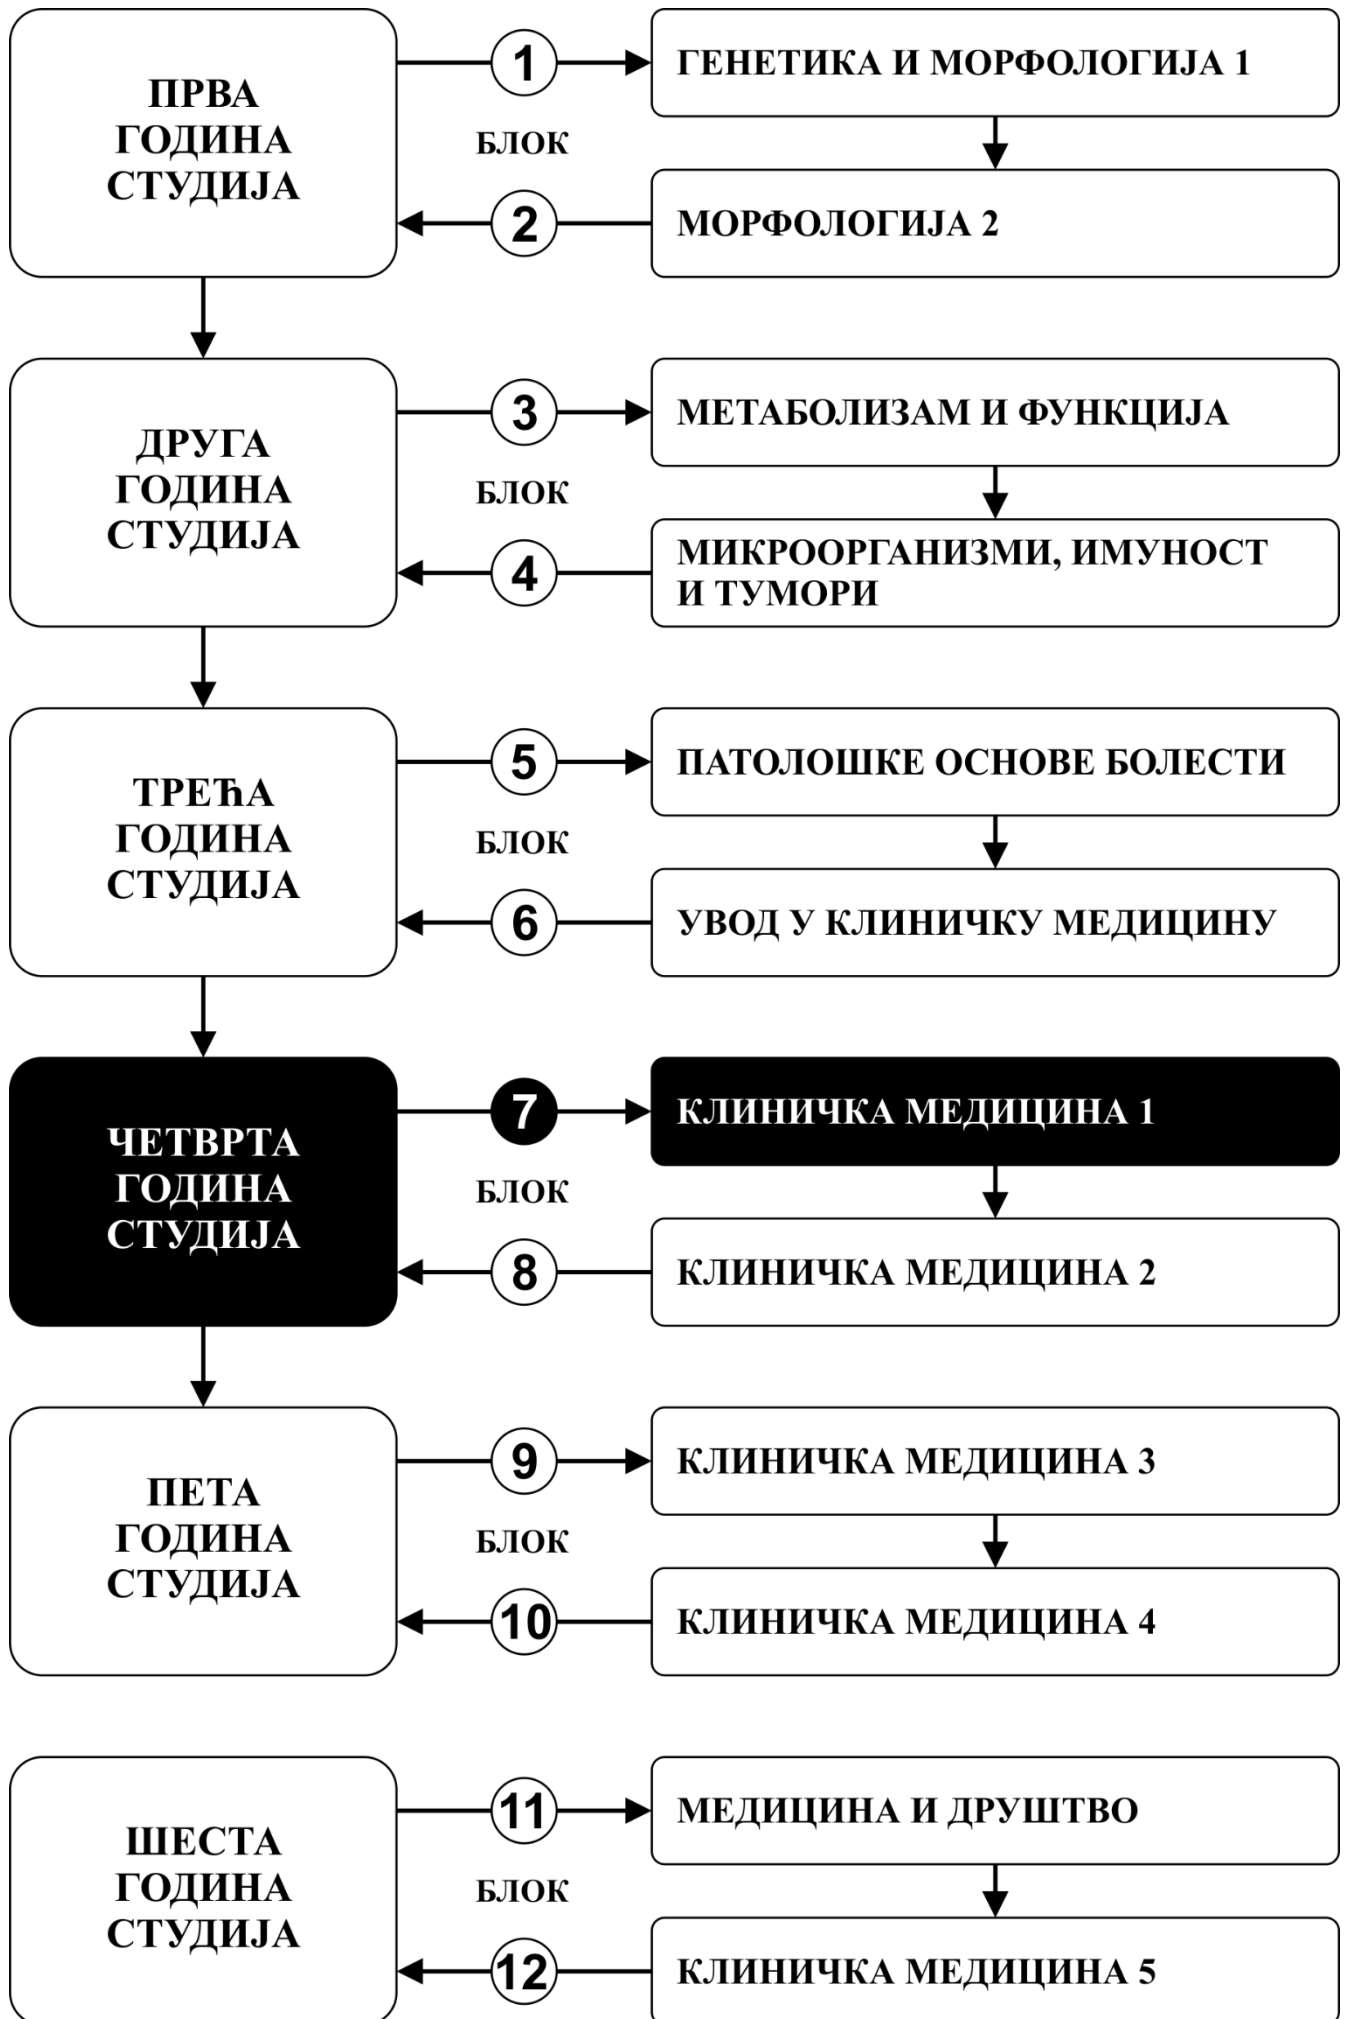 ПРВА
ГОДИНА
СТУДИЈА
1
БЛОК
2
ГЕНЕТИКА И МОРФОЛОГИЈА 1
МОРФОЛОГИЈА 2
ДРУГА
ГОДИНА
СТУДИЈА
3
БЛОК
4
МЕТАБОЛИЗАМ И ФУНКЦИЈА
МИКРООРГАНИЗМИ, ИМУНОСТ
И ТУМОРИ
ТРЕЋА
ГОДИНА
СТУДИЈА
5
БЛОК
6
ПАТОЛОШКЕ ОСНОВЕ БОЛЕСТИ
УВОД У КЛИНИЧКУ МЕДИЦИНУ
ЧЕТВРТА
ГОДИНА
СТУДИЈА
7
БЛОК
8
КЛИНИЧКА МЕДИЦИНА 1
КЛИНИЧКА МЕДИЦИНА 2
ПЕТА
ГОДИНА
СТУДИЈА
9
БЛОК
10
КЛИНИЧКА МЕДИЦИНА 3
КЛИНИЧКА МЕДИЦИНА 4
ШЕСТА
ГОДИНА
СТУДИЈА
11
БЛОК
12
МЕДИЦИНА И ДРУШТВО
КЛИНИЧКА МЕДИЦИНА 5